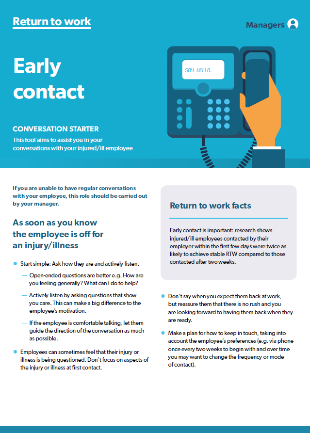 Return to work
Managers
Early
contact
CONVERSATION STARTER
This tool aims to assist you in your
conversations with your injured/ill employee
If you are unable to have regular conversations
with your employee, this role should be carried out
by your manager.
As soon as you know
the employee is off for
an injury/illness
Start simple: Ask how they are and actively listen.
— Open-ended questions are better e.g. How are
you feeling generally? What can I do to help?
— Actively listen by asking questions that show
you care. This can make a big difference to the
employee's motivation.
— If the employee is comfortable talking, let them
guide the direction of the conversation as much
as possible.
Employees can sometimes feel that their injury or
illness is being questioned. Don't focus on aspects of
the injury or illness at first contact.
Return to work facts
Early contact is important: research shows
injured/ill employees contacted by their
employer within the first few days were twice as
likely to achieve stable RTW compared to those
contacted after two weeks.
Don't say when you expect them back at work,
but reassure them that there is no rush and you
are looking forward to having them back when they
are ready.
Make a plan for how to keep in touch, taking into
account the employee's preferences (e.g. via phone
once every two weeks to begin with and over time
you may want to change the frequency or mode
of contact).